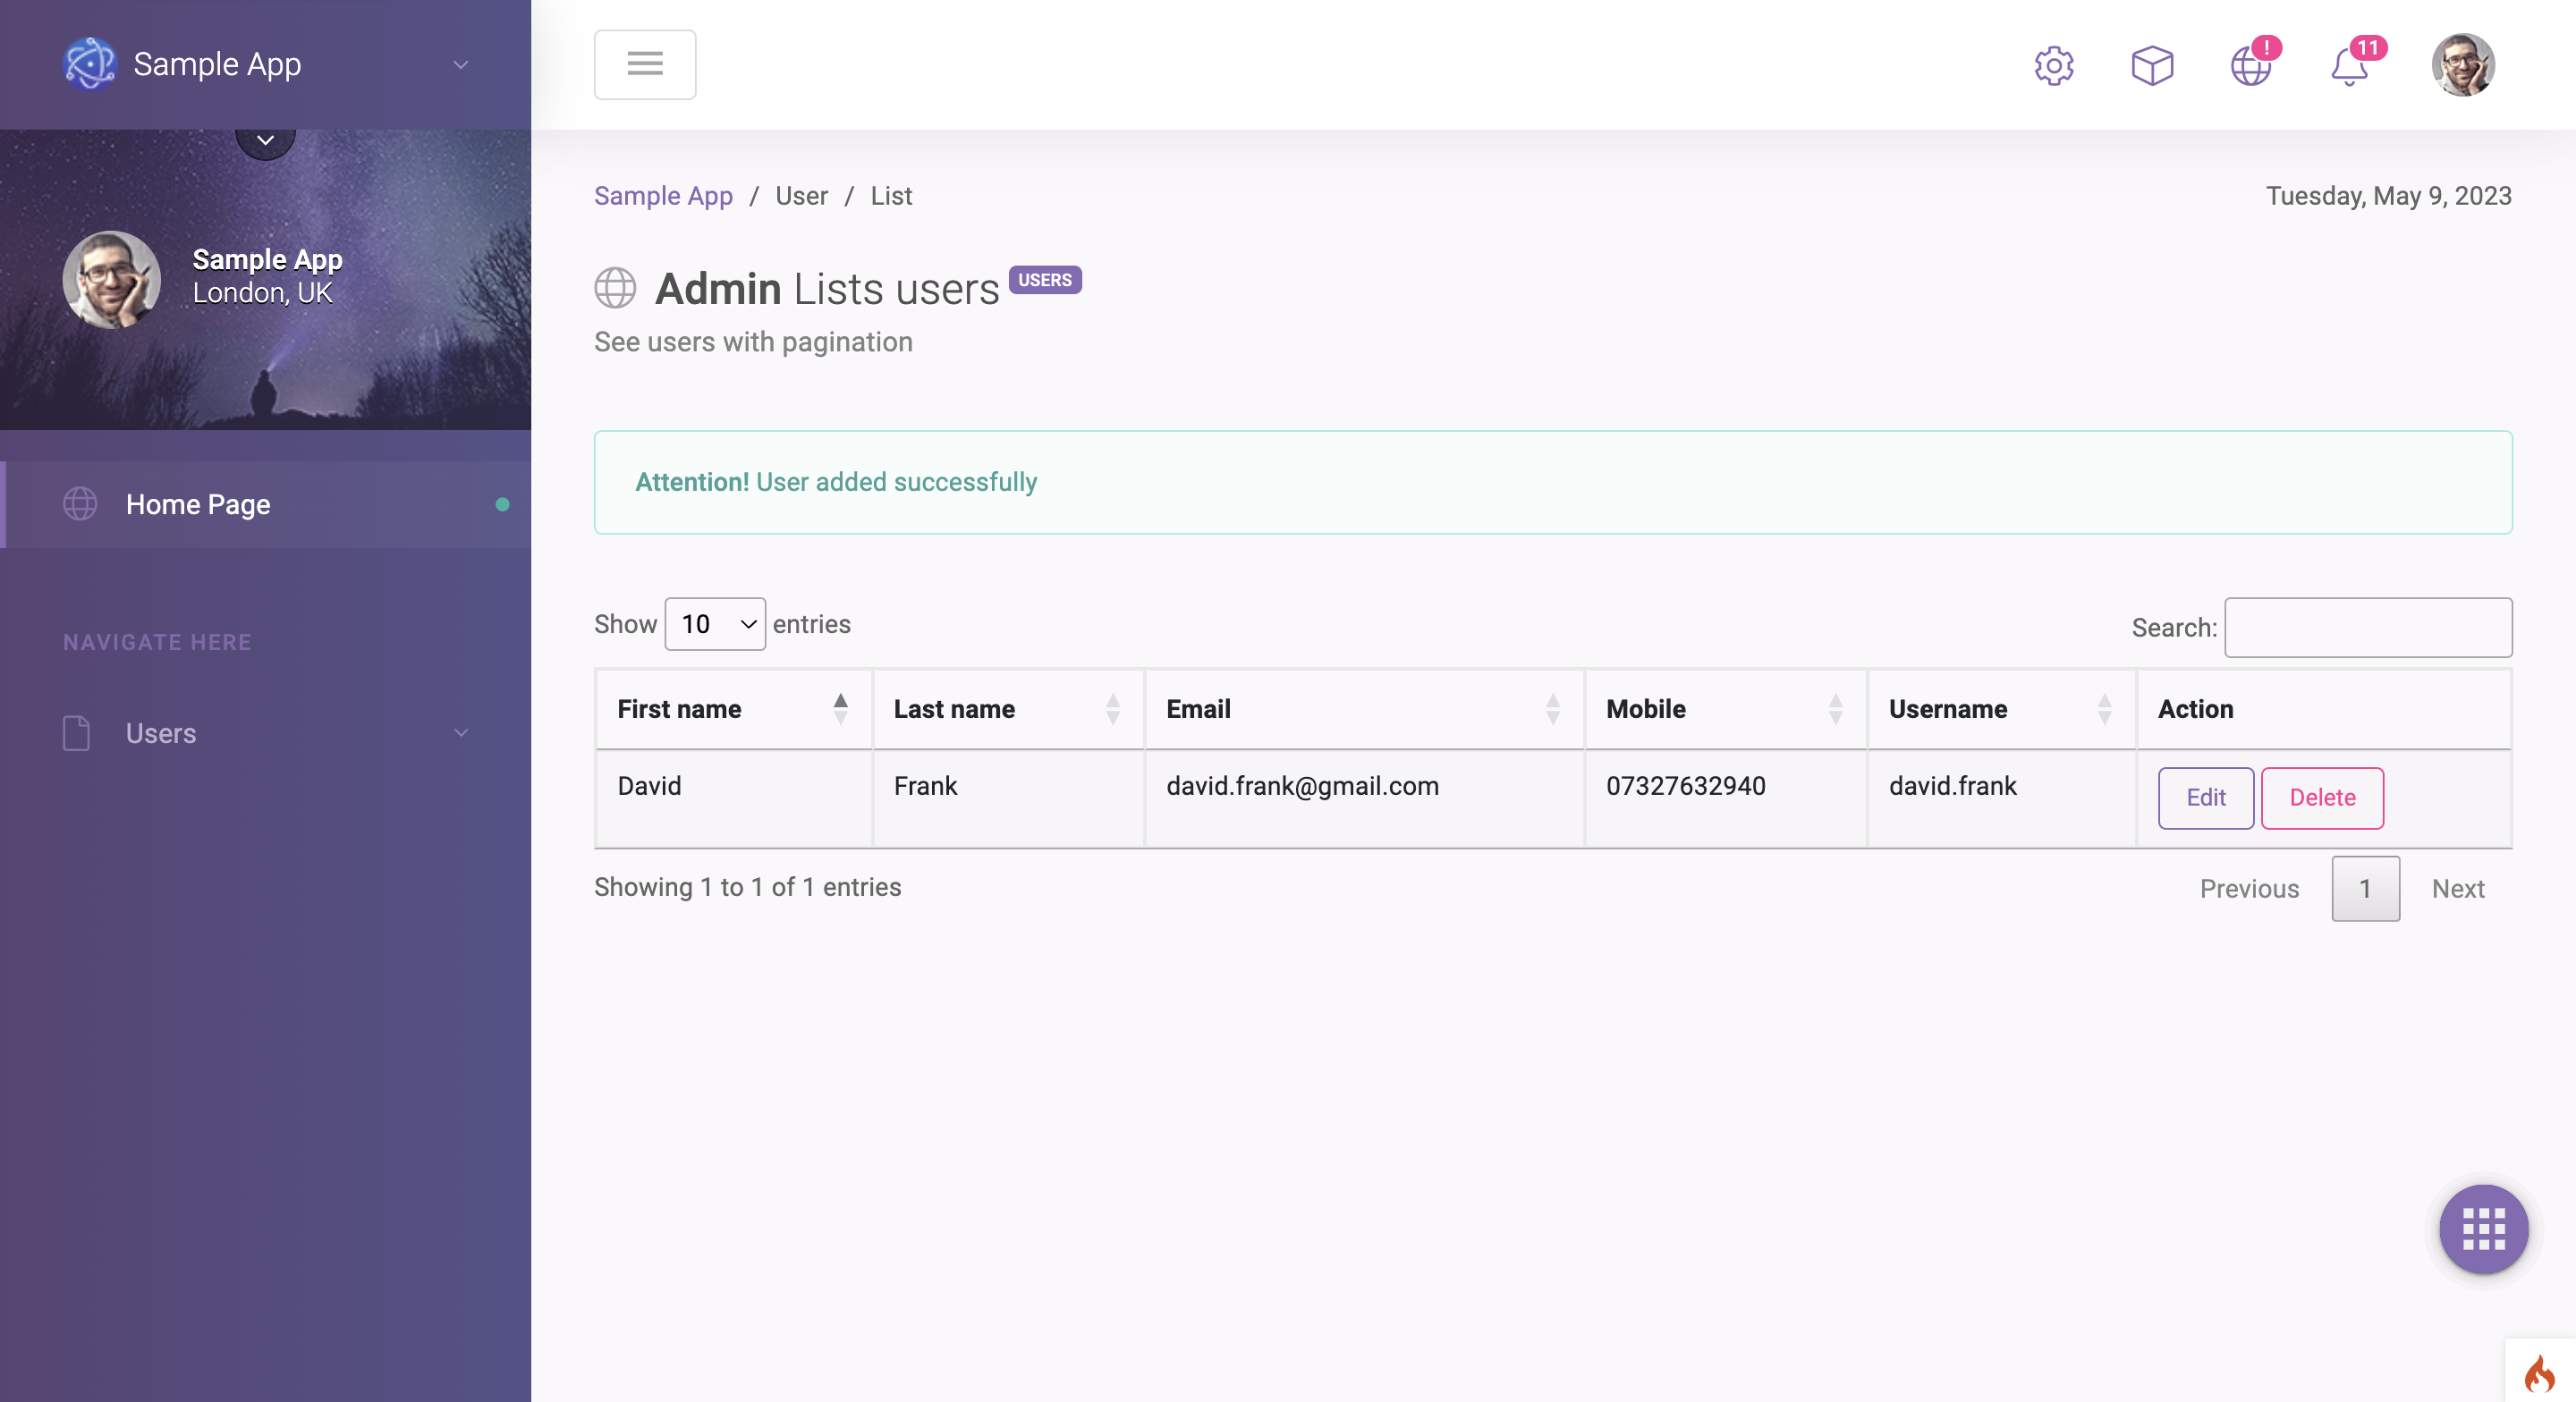 Sample App
!
11
Sample App
London, UK
Home Page
NAVIGATE HERE
Users
Sample App / User / List
Tuesday, May 9, 2023
Admin Lists users USERS
See users with pagination
Attention! User added successfully
Show 10 entries
Search:
First name Last name Email Mobile Username Action
David Frank david.frank@gmail.com 07327632940 david.frank Edit Delete
Showing 1 to 1 of 1 entries
Previous 1 Next